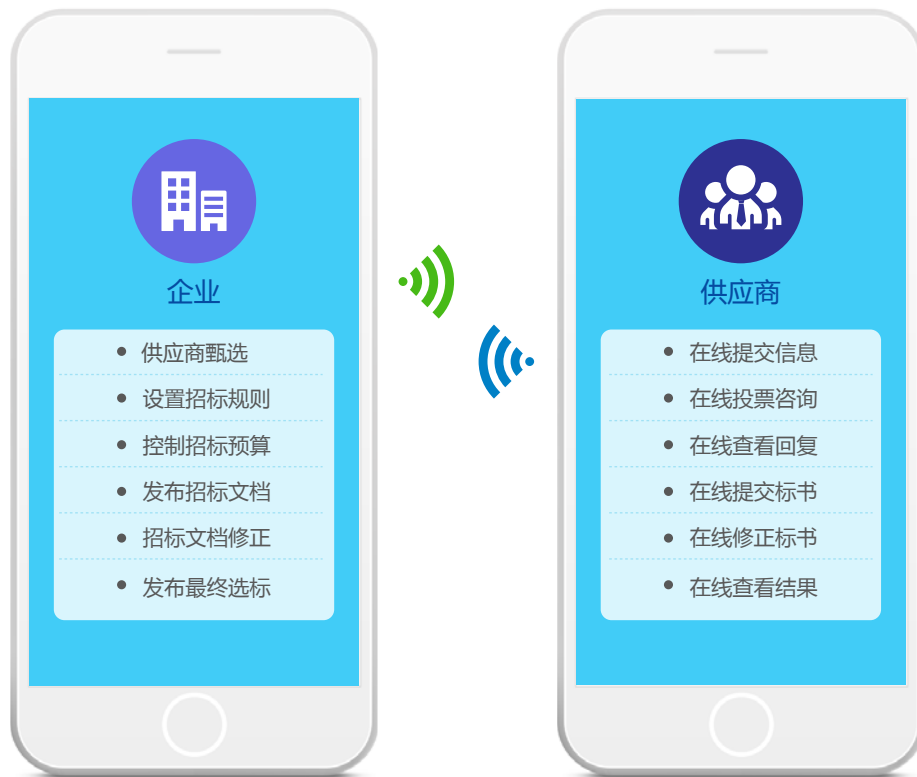 企业
供应商甄选
设置招标规则
控制招标预算
发布招标文档
招标文档修正
发布最终选标
供应商
在线提交信息
在线投票咨询
在线查看回复
在线提交标书
在线修正标书
在线查看结果